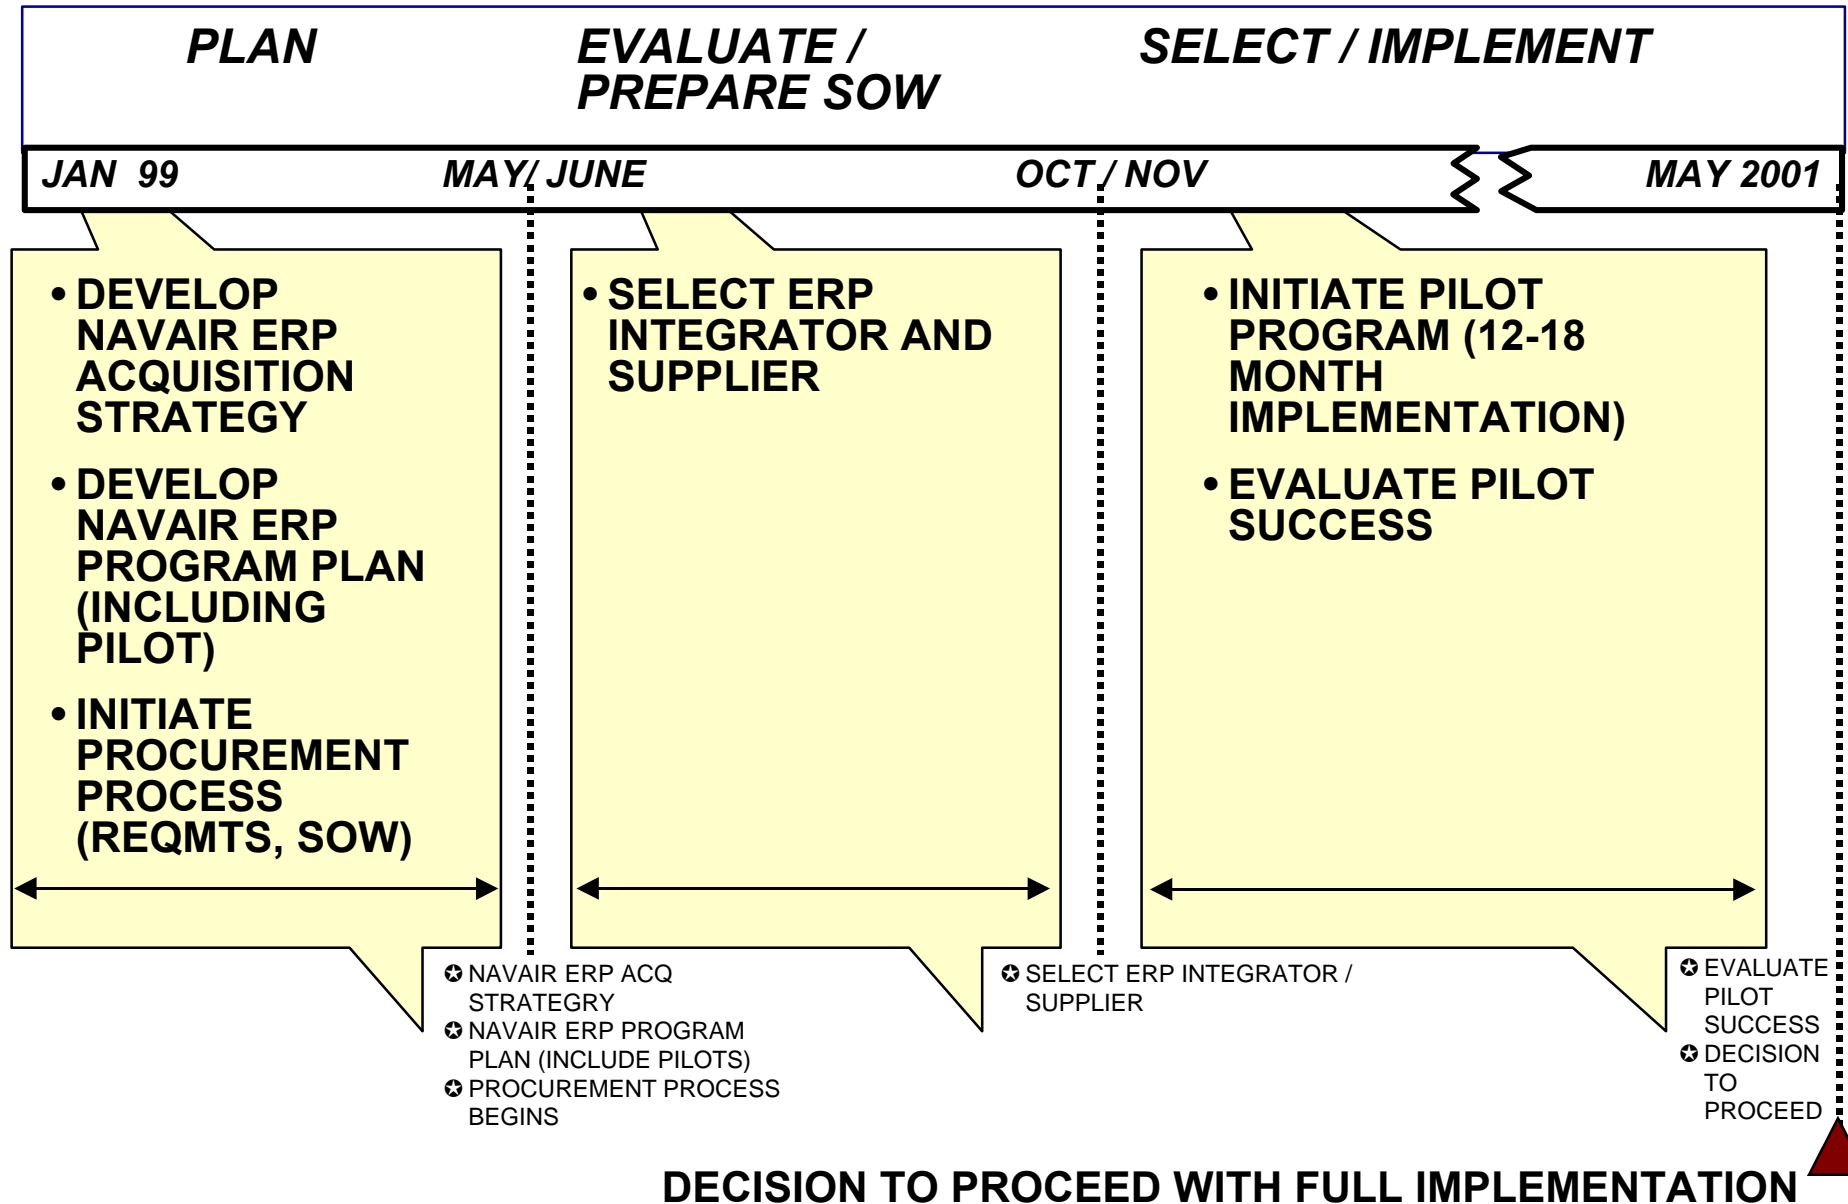 PLAN
EVALUATE /
PREPARE SOW
SELECT / IMPLEMENT
JAN 99
MAY/ JUNE
OCT / NOV
MAY 2001
• DEVELOP
NAVAIR ERP
ACQUISITION
STRATEGY
• DEVELOP
NAVAIR ERP
PROGRAM PLAN
(INCLUDING
PILOT)
• INITIATE
PROCUREMENT
PROCESS
(REQMTS, SOW)
• SELECT ERP
INTEGRATOR AND
SUPPLIER
• INITIATE PILOT
PROGRAM (12-18
MONTH
IMPLEMENTATION)
• EVALUATE PILOT
SUCCESS
✪ NAVAIR ERP ACQ
STRATEGRY
✪ NAVAIR ERP PROGRAM
PLAN (INCLUDE PILOTS)
✪ PROCUREMENT PROCESS
BEGINS
✪ SELECT ERP INTEGRATOR /
SUPPLIER
✪ EVALUATE
PILOT
SUCCESS
✪ DECISION
TO
PROCEED
DECISION TO PROCEED WITH FULL IMPLEMENTATION